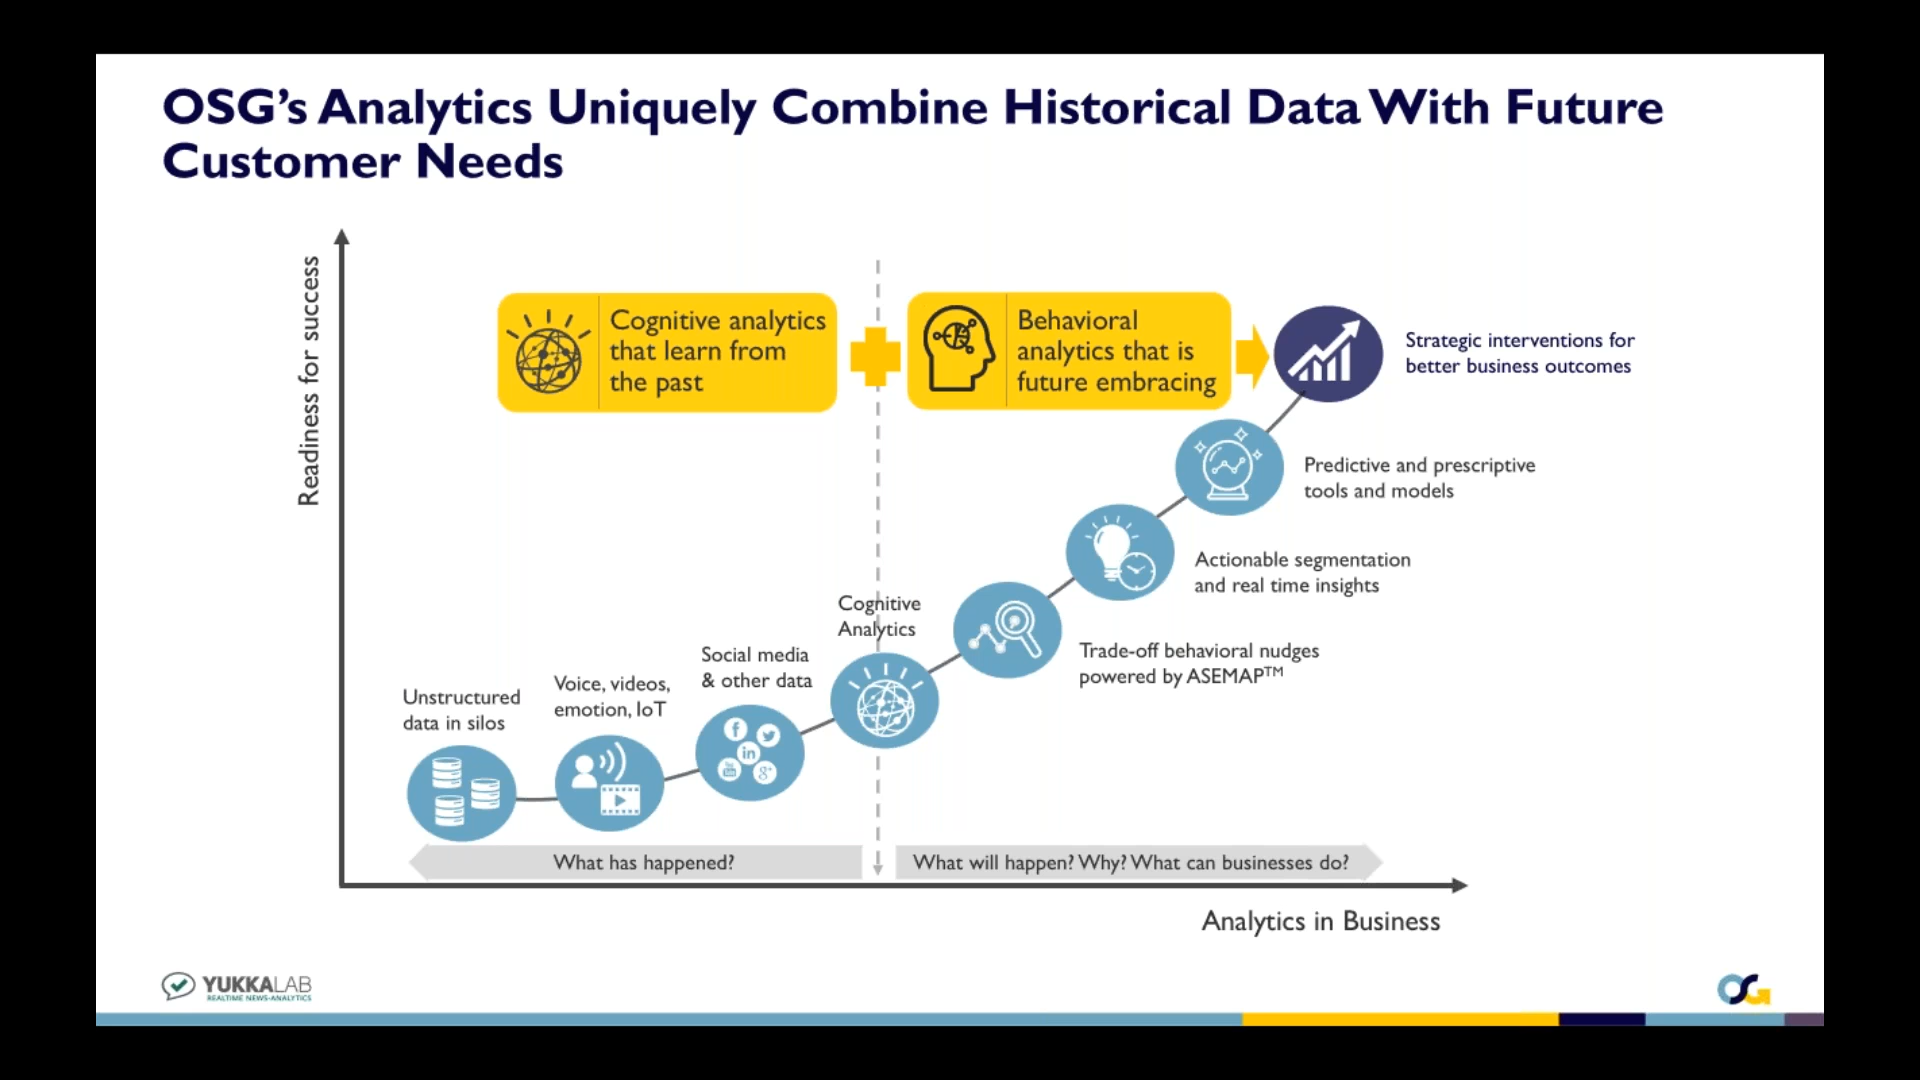 OSG's Analytics Uniquely Combine Historical Data With Future
Customer Needs
Readiness for success
Cognitive analytics
that learn from
the past
Behavioral
analytics that is
future embracing
Strategic interventions for
better business outcomes
Predictive and prescriptive
tools and models
Actionable segmentation
and real time insights
Trade-off behavioral nudges
powered by ASEMAP™
Cognitive
Analytics
Social media
& other data
Voice, videos,
emotion, IoT
Unstructured
data in silos
f
in
You
Tube
g+
What has happened?
What will happen? Why? What can businesses do?
Analytics in Business
YUKKALAB
REALTIME NEWS-ANALYTICS
OSG